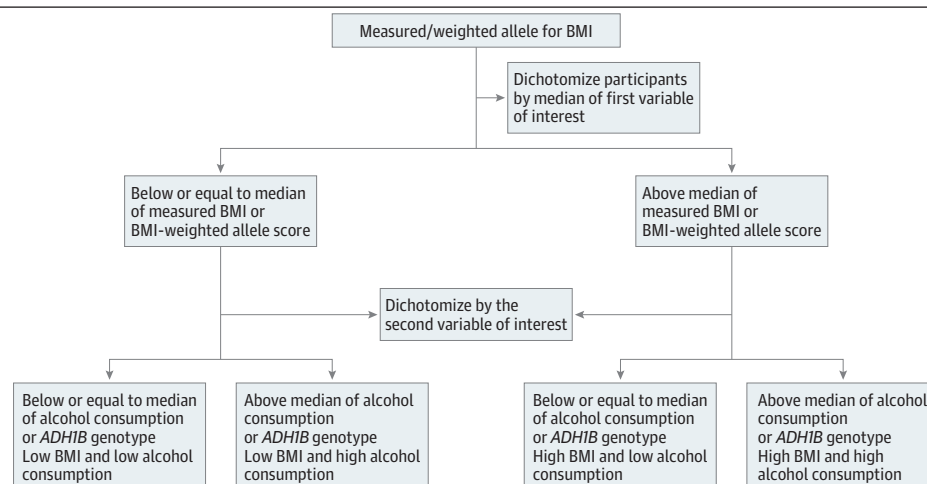 Measured/weighted allele for BMI
Dichotomize participants
by median of first variable
of interest
Below or equal to median
of measured BMI or
BMI-weighted allele score
Above median of
measured BMI or
BMI-weighted allele score
Dichotomize by the
second variable of interest
Below or equal to median
of alcohol consumption
or ADH1B genotype
Low BMI and low alcohol
consumption
Above median of alcohol
consumption
or ADH1B genotype
Low BMI and high alcohol
consumption
Below or equal to median
of alcohol consumption
or ADH1B genotype
High BMI and low alcohol
consumption
Above median of alcohol
consumption
or ADH1B genotype
High BMI and high
alcohol consumption